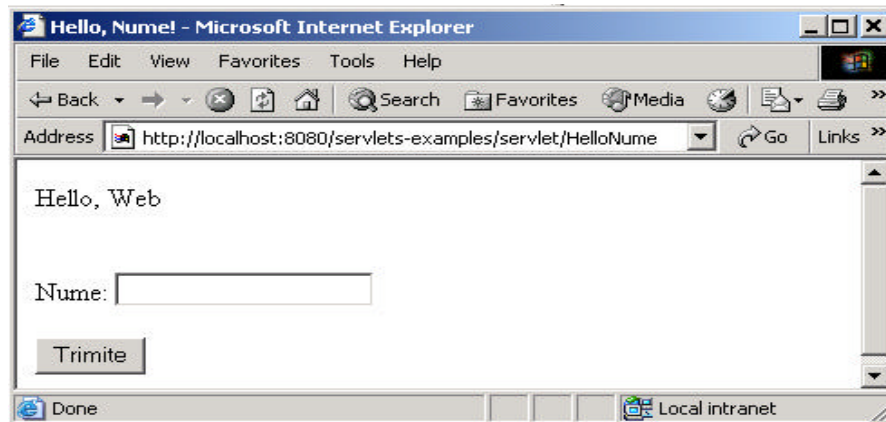 Hello, Nume! - Microsoft Internet Explorer
File Edit View Favorites Tools Help
Back Search Favorites Media »
Address http://localhost:8080/servlets-examples/servlet/HelloNume Go Links »
Hello, Web
Nume:
Trimite
Done Local intranet